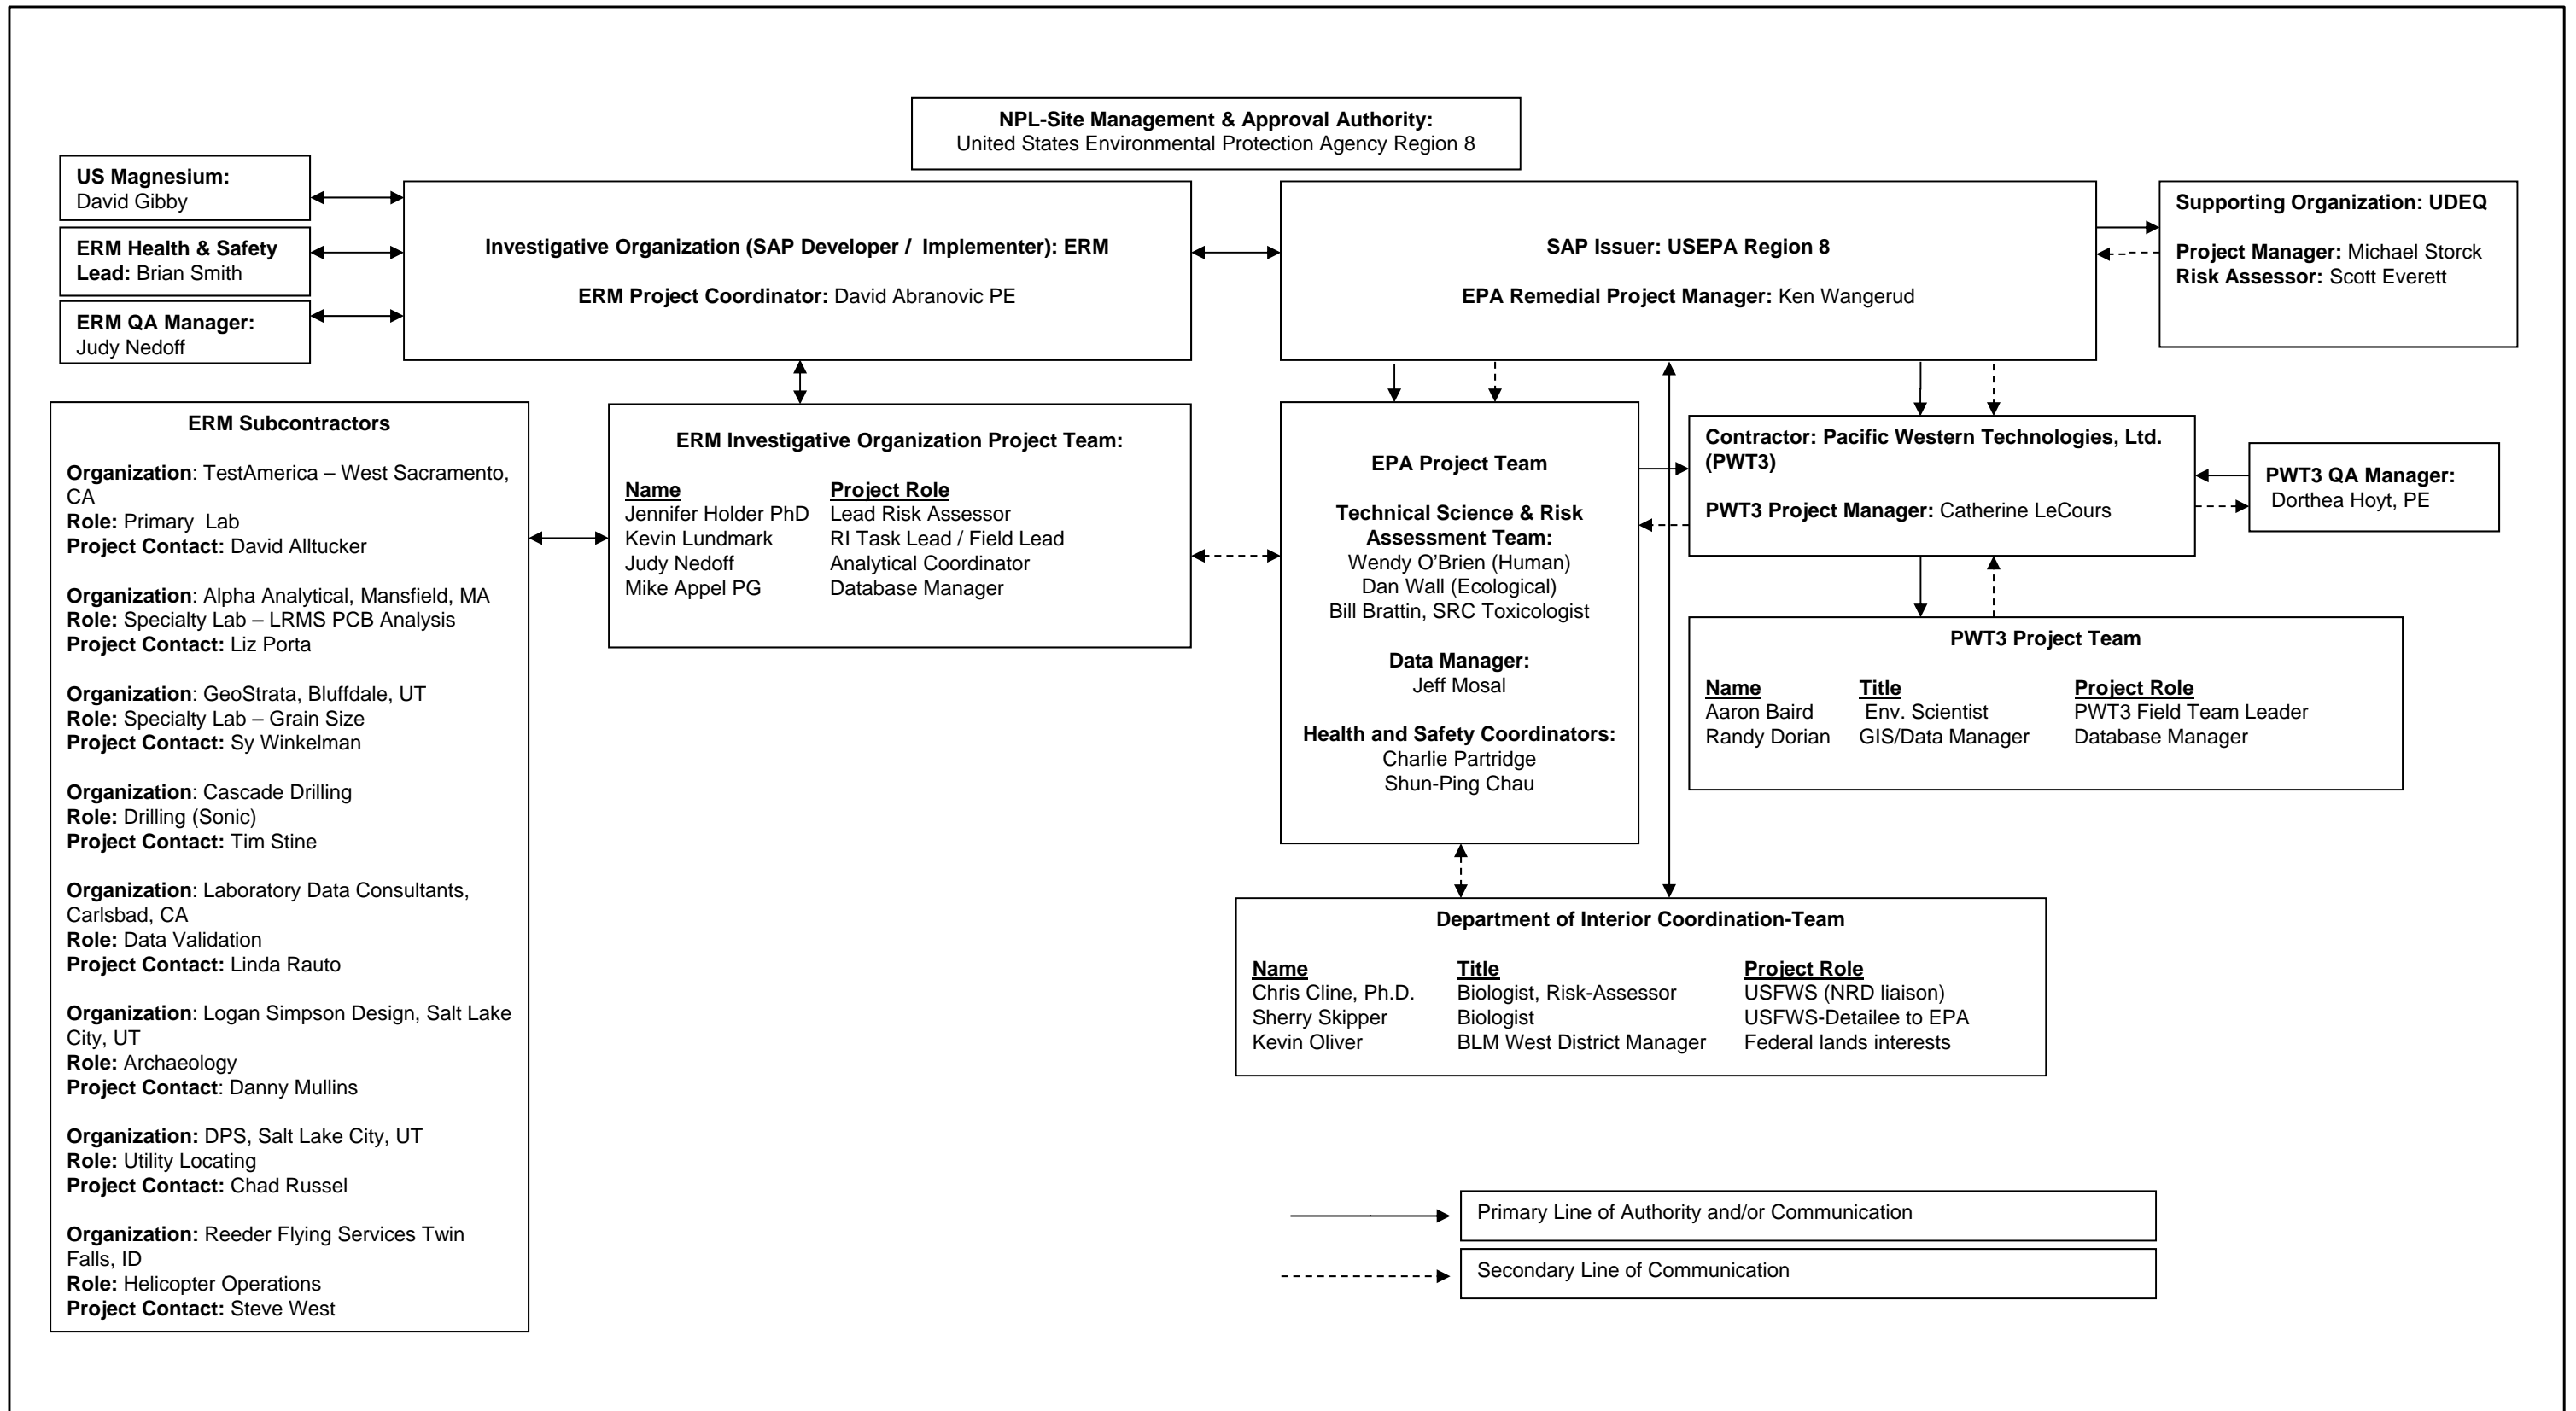 NPL-Site Management & Approval Authority:
United States Environmental Protection Agency Region 8
US Magnesium:
David Gibby
ERM Health & Safety
Lead: Brian Smith
ERM QA Manager:
Judy Nedoff
Investigative Organization (SAP Developer / Implementer): ERM
ERM Project Coordinator: David Abranovic PE
SAP Issuer: USEPA Region 8
EPA Remedial Project Manager: Ken Wangerud
Supporting Organization: UDEQ
Project Manager: Michael Storck
Risk Assessor: Scott Everett
ERM Subcontractors
Organization: TestAmerica – West Sacramento,
CA
Role: Primary Lab
Project Contact: David Alltucker
Organization: Alpha Analytical, Mansfield, MA
Role: Specialty Lab – LRMS PCB Analysis
Project Contact: Liz Porta
Organization: GeoStrata, Bluffdale, UT
Role: Specialty Lab – Grain Size
Project Contact: Sy Winkelman
Organization: Cascade Drilling
Role: Drilling (Sonic)
Project Contact: Tim Stine
Organization: Laboratory Data Consultants,
Carlsbad, CA
Role: Data Validation
Project Contact: Linda Rauto
Organization: Logan Simpson Design, Salt Lake
City, UT
Role: Archaeology
Project Contact: Danny Mullins
Organization: DPS, Salt Lake City, UT
Role: Utility Locating
Project Contact: Chad Russel
Organization: Reeder Flying Services Twin
Falls, ID
Role: Helicopter Operations
Project Contact: Steve West
ERM Investigative Organization Project Team:
Name Project Role
Jennifer Holder PhD Lead Risk Assessor
Kevin Lundmark RI Task Lead / Field Lead
Judy Nedoff Analytical Coordinator
Mike Appel PG Database Manager
EPA Project Team
Technical Science & Risk
Assessment Team:
Wendy O’Brien (Human)
Dan Wall (Ecological)
Bill Brattin, SRC Toxicologist
Data Manager:
Jeff Mosal
Health and Safety Coordinators:
Charlie Partridge
Shun-Ping Chau
Contractor: Pacific Western Technologies, Ltd.
(PWT3)
PWT3 Project Manager: Catherine LeCours
PWT3 QA Manager:
Dorthea Hoyt, PE
PWT3 Project Team
Name Title Project Role
Aaron Baird Env. Scientist PWT3 Field Team Leader
Randy Dorian GIS/Data Manager Database Manager
Department of Interior Coordination-Team
Name Title Project Role
Chris Cline, Ph.D. Biologist, Risk-Assessor USFWS (NRD liaison)
Sherry Skipper Biologist USFWS-Detailee to EPA
Kevin Oliver BLM West District Manager Federal lands interests
Primary Line of Authority and/or Communication
Secondary Line of Communication